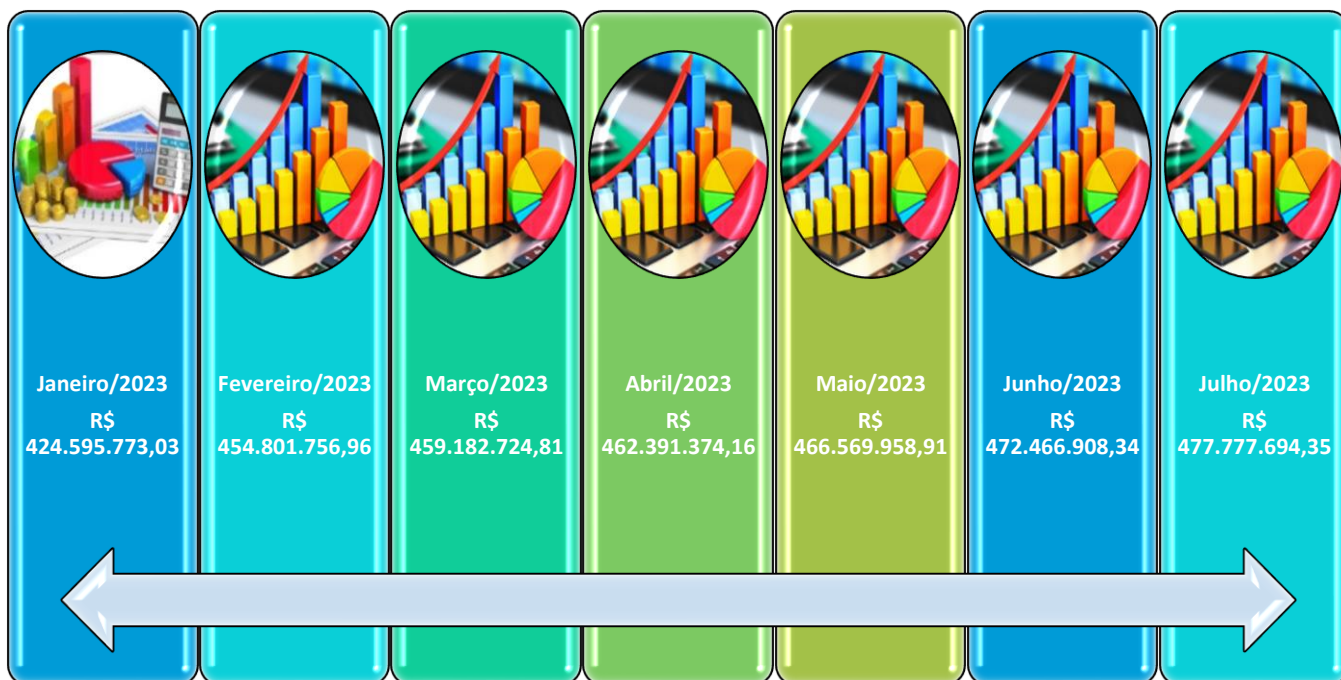 Janeiro/2023
R$
424.595.773,03
Fevereiro/2023
R$
454.801.756,96
Março/2023
R$
459.182.724,81
Abril/2023
R$
462.391.374,16
Maio/2023
R$
466.569.958,91
Junho/2023
R$
472.466.908,34
Julho/2023
R$
477.777.694,35